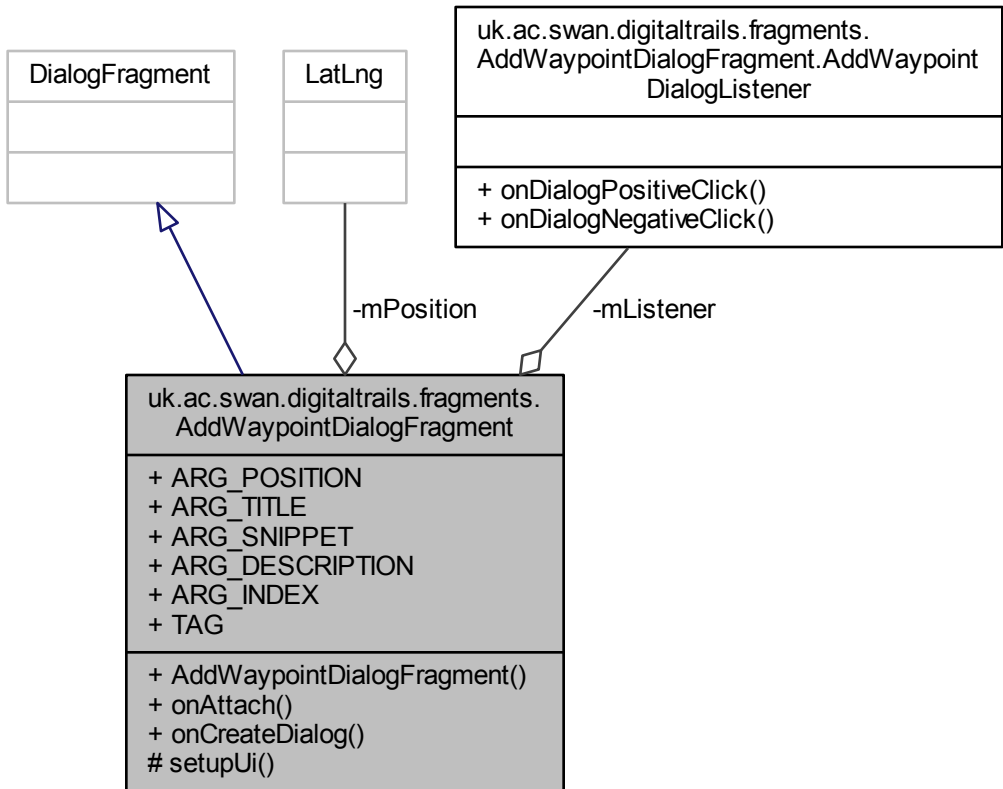 DialogFragment
LatLng
uk.ac.swan.digitaltrails.fragments.
AddWaypointDialogFragment.AddWaypoint
DialogListener
+ onDialogPositiveClick()
+ onDialogNegativeClick()
-mPosition
-mListener
uk.ac.swan.digitaltrails.fragments.
AddWaypointDialogFragment
+ ARG_POSITION
+ ARG_TITLE
+ ARG_SNIPPET
+ ARG_DESCRIPTION
+ ARG_INDEX
+ TAG
+ AddWaypointDialogFragment()
+ onAttach()
+ onCreateDialog()
# setupUi()